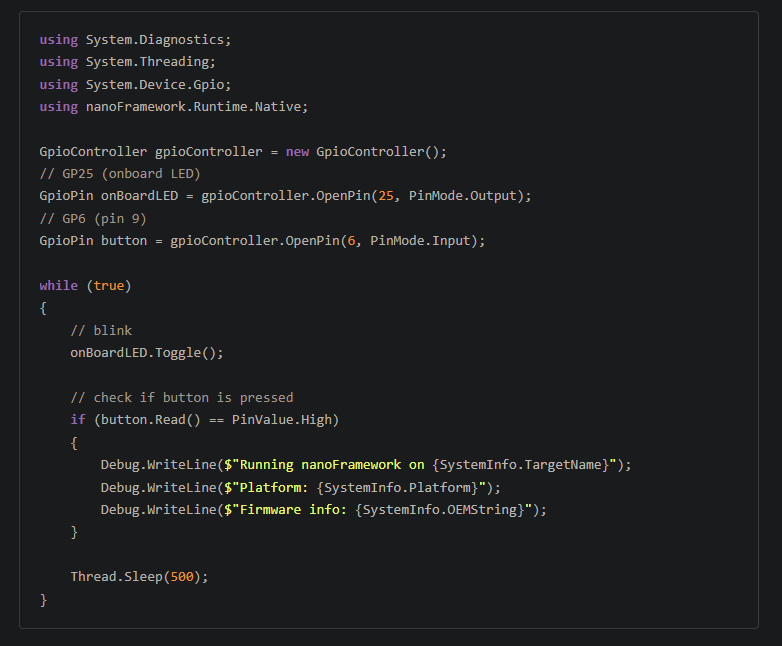 using System.Diagnostics;
using System.Threading;
using System.Device.Gpio;
using nanoFramework.Runtime.Native;

GpioController gpioController = new GpioController();
// GP25 (onboard LED)
GpioPin onBoardLED = gpioController.OpenPin(25, PinMode.Output);
// GP6 (pin 9)
GpioPin button = gpioController.OpenPin(6, PinMode.Input);

while (true)
{
    // blink
    onBoardLED.Toggle();

    // check if button is pressed
    if (button.Read() == PinValue.High)
    {
        Debug.WriteLine($"Running nanoFramework on {SystemInfo.TargetName}");
        Debug.WriteLine($"Platform: {SystemInfo.Platform}");
        Debug.WriteLine($"Firmware info: {SystemInfo.OEMString}");
    }

    Thread.Sleep(500);
}